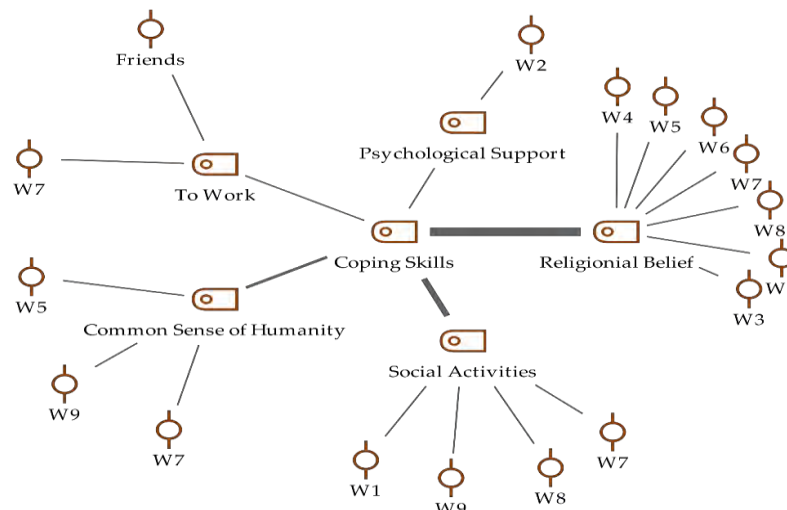 Friends
W2
W4
W5
W6
Psychological Support
W7
W7
To Work
W8
Coping Skills
Religionial Belief
W
W5
W3
Common Sense of Humanity
Social Activities
W9
W7
W7
W1
W9
W8